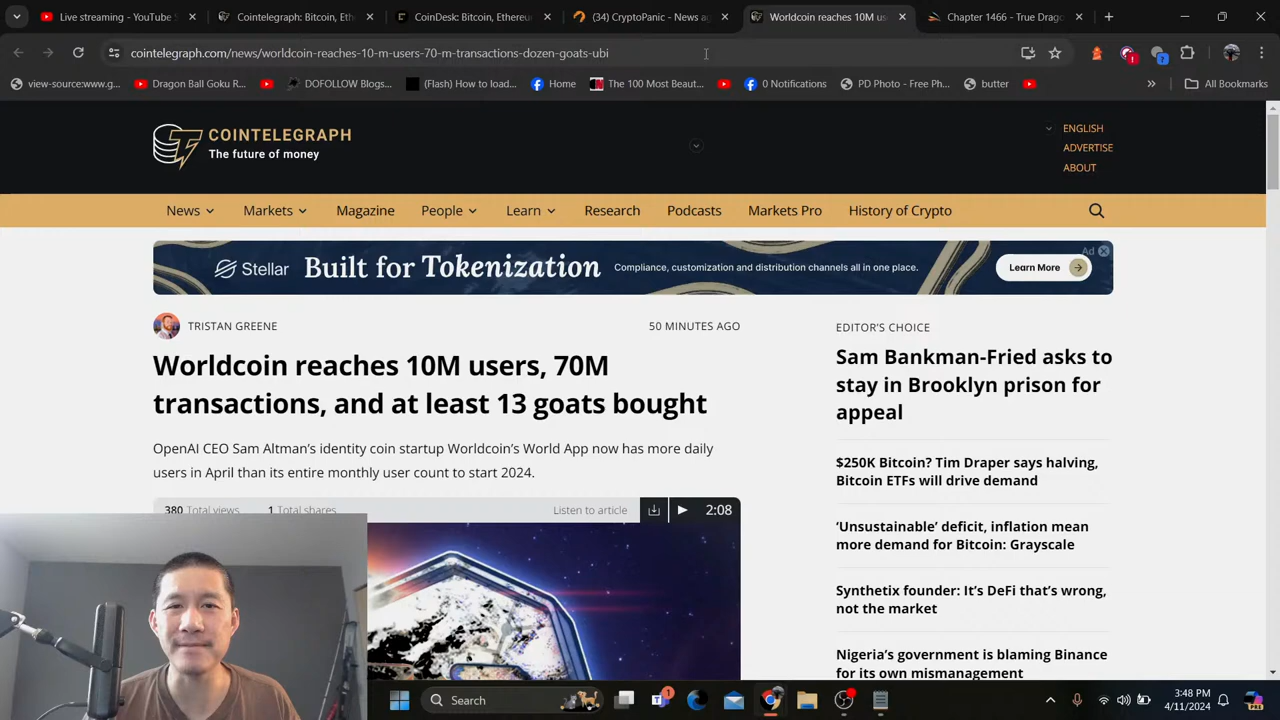 Live streaming - YouTube S
Cointelegraph: Bitcoin, Et
CoinDesk: Bitcoin, Ethereu
(34) CryptoPanic - News a
Worldcoin reaches 10M us
Chapter 1466 - True Drago
cointelegraph.com/news/worldcoin-reaches-10-m-users-70-m-transactions-dozen-goats-ubi
view-source:www.g...
Dragon Ball Goku R...
DOFOLLOW Blogs...
(Flash) How to load...
Home
The 100 Most Beaut...
0 Notifications
PD Photo - Free Ph...
butter
All Bookmarks
COINTELEGRAPH
The future of money
ENGLISH
ADVERTISE
ABOUT
News
Markets
Magazine
People
Learn
Research
Podcasts
Markets Pro
History of Crypto
Stellar
Built for Tokenization
Compliance, customization and distribution channels all in one place.
Learn More
Ad
TRISTAN GREENE
50 MINUTES AGO
Worldcoin reaches 10M users, 70M
transactions, and at least 13 goats bought
OpenAI CEO Sam Altman's identity coin startup Worldcoin's World App now has more daily
users in April than its entire monthly user count to start 2024.
380 Total views
1 Total shares
Listen to article
2:08
EDITOR'S CHOICE
Sam Bankman-Fried asks to
stay in Brooklyn prison for
appeal
$250K Bitcoin? Tim Draper says halving,
Bitcoin ETFs will drive demand
‘Unsustainable’ deficit, inflation mean
more demand for Bitcoin: Grayscale
Synthetix founder: It's DeFi that's wrong,
not the market
Nigeria's government is blaming Binance
for its own mismanagement
Search
1
3:48 PM
4/11/2024